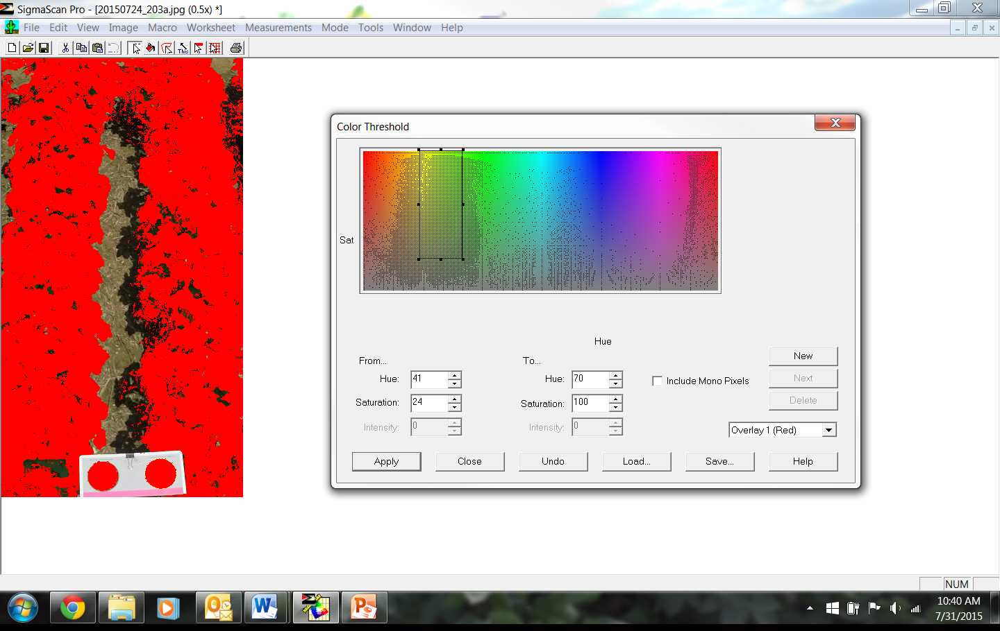 SigmaScan Pro - [20150724_203a.jpg (0.5x) *]
File Edit View Image Macro Worksheet Measurements Mode Tools Window Help
This
Color Threshold
Sat
Hue
From...
To...
Hue: 41
Hue: 70
Include Mono Pixels
Saturation: 24
Saturation: 100
Intensity: 0
Intensity: 0
New
Next
Delete
Overlay 1 (Red)
Apply Close Undo Load... Save... Help
NUM
10:40 AM
7/31/2015